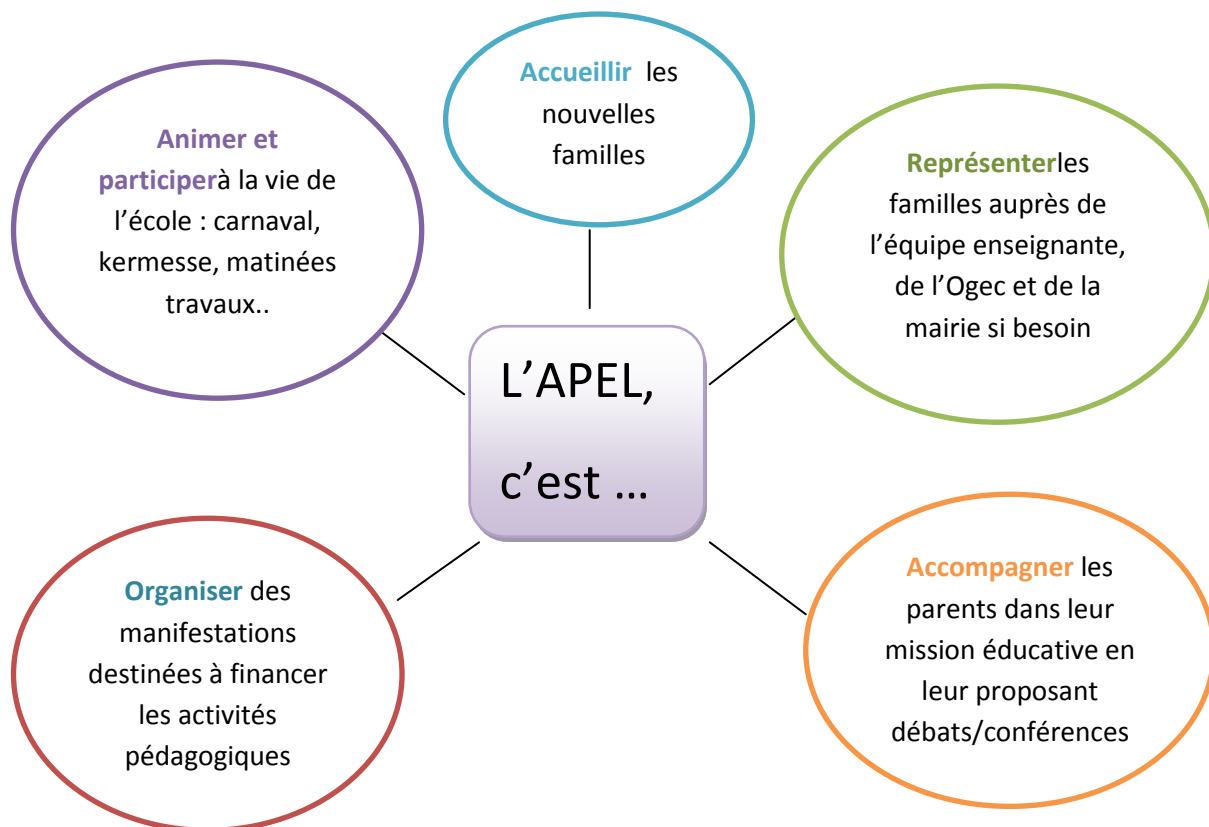 Accueillir les
nouvelles
familles
Animer et
participerà la vie de
l’école : carnaval,
kermesse, matinées
travaux..
Représenterles
familles auprès de
l’équipe enseignante,
de l’Ogec et de la
mairie si besoin
L’APEL,
c’est …
Organiser des
manifestations
destinées à financer
les activités
pédagogiques
Accompagner les
parents dans leur
mission éducative en
leur proposant
débats/conférences